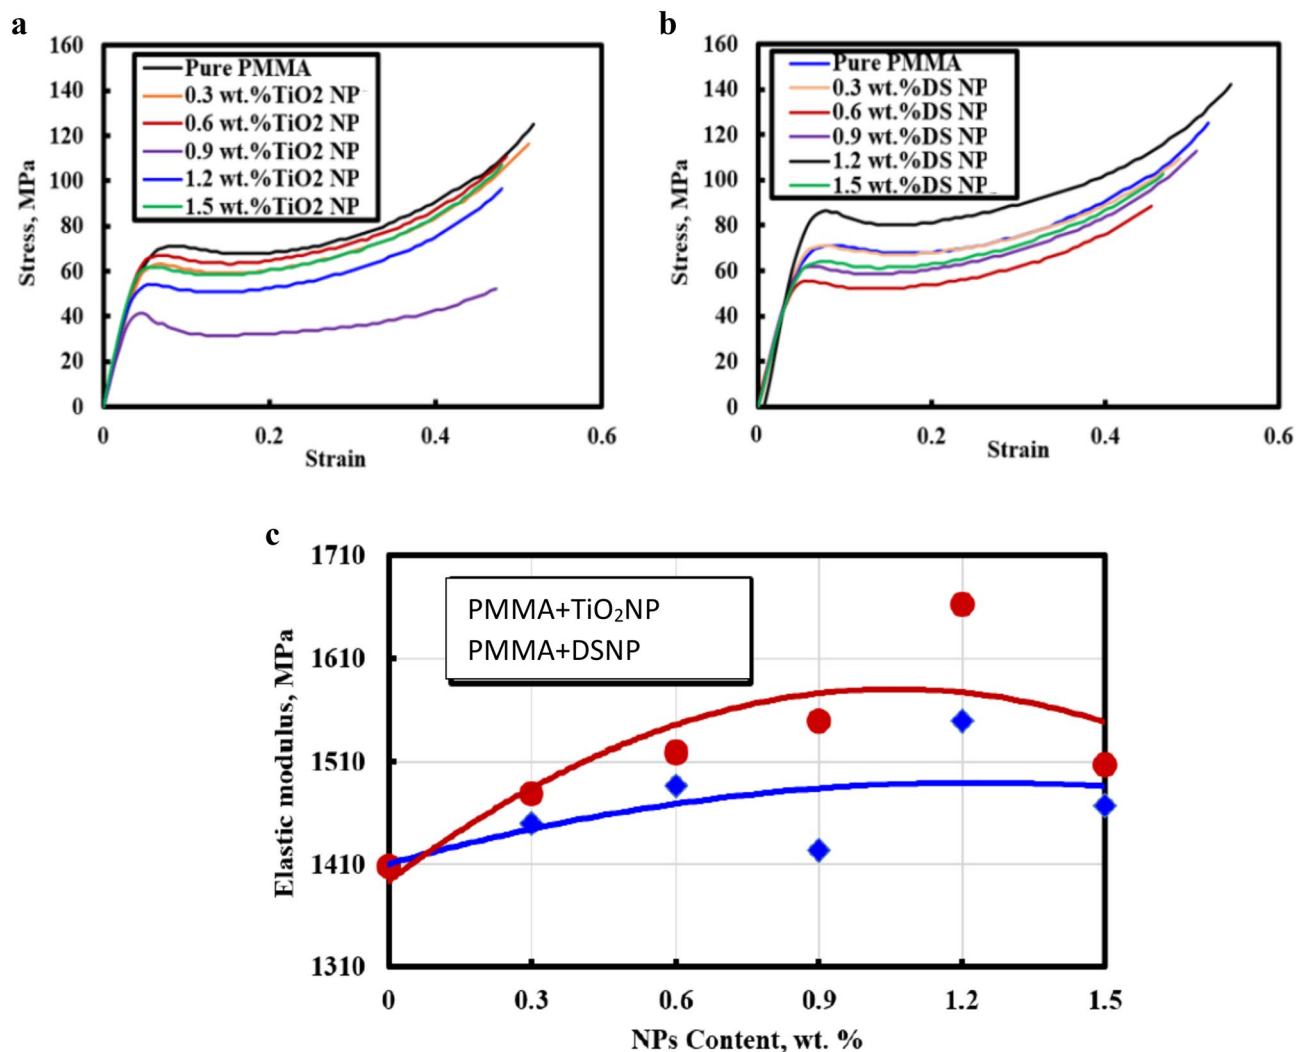 a
160
140
120
100
80
60
40
20
0
Stress, MPa
Pure PMMA
0.3 wt.%TiO2 NP
0.6 wt.%TiO2 NP
0.9 wt.%TiO2 NP
1.2 wt.%TiO2 NP
1.5 wt.%TiO2 NP
0 0.2 0.4 0.6
Strain
b
160
140
120
100
80
60
40
20
0
Stress, MPa
Pure PMMA
0.3 wt.%DS NP
0.6 wt.%DS NP
0.9 wt.%DS NP
1.2 wt.%DS NP
1.5 wt.%DS NP
0 0.2 0.4 0.6
Strain
c
1710
1610
1510
1410
1310
Elastic modulus, MPa
PMMA+TiO₂NP
PMMA+DSNP
0 0.3 0.6 0.9 1.2 1.5
NPs Content, wt. %